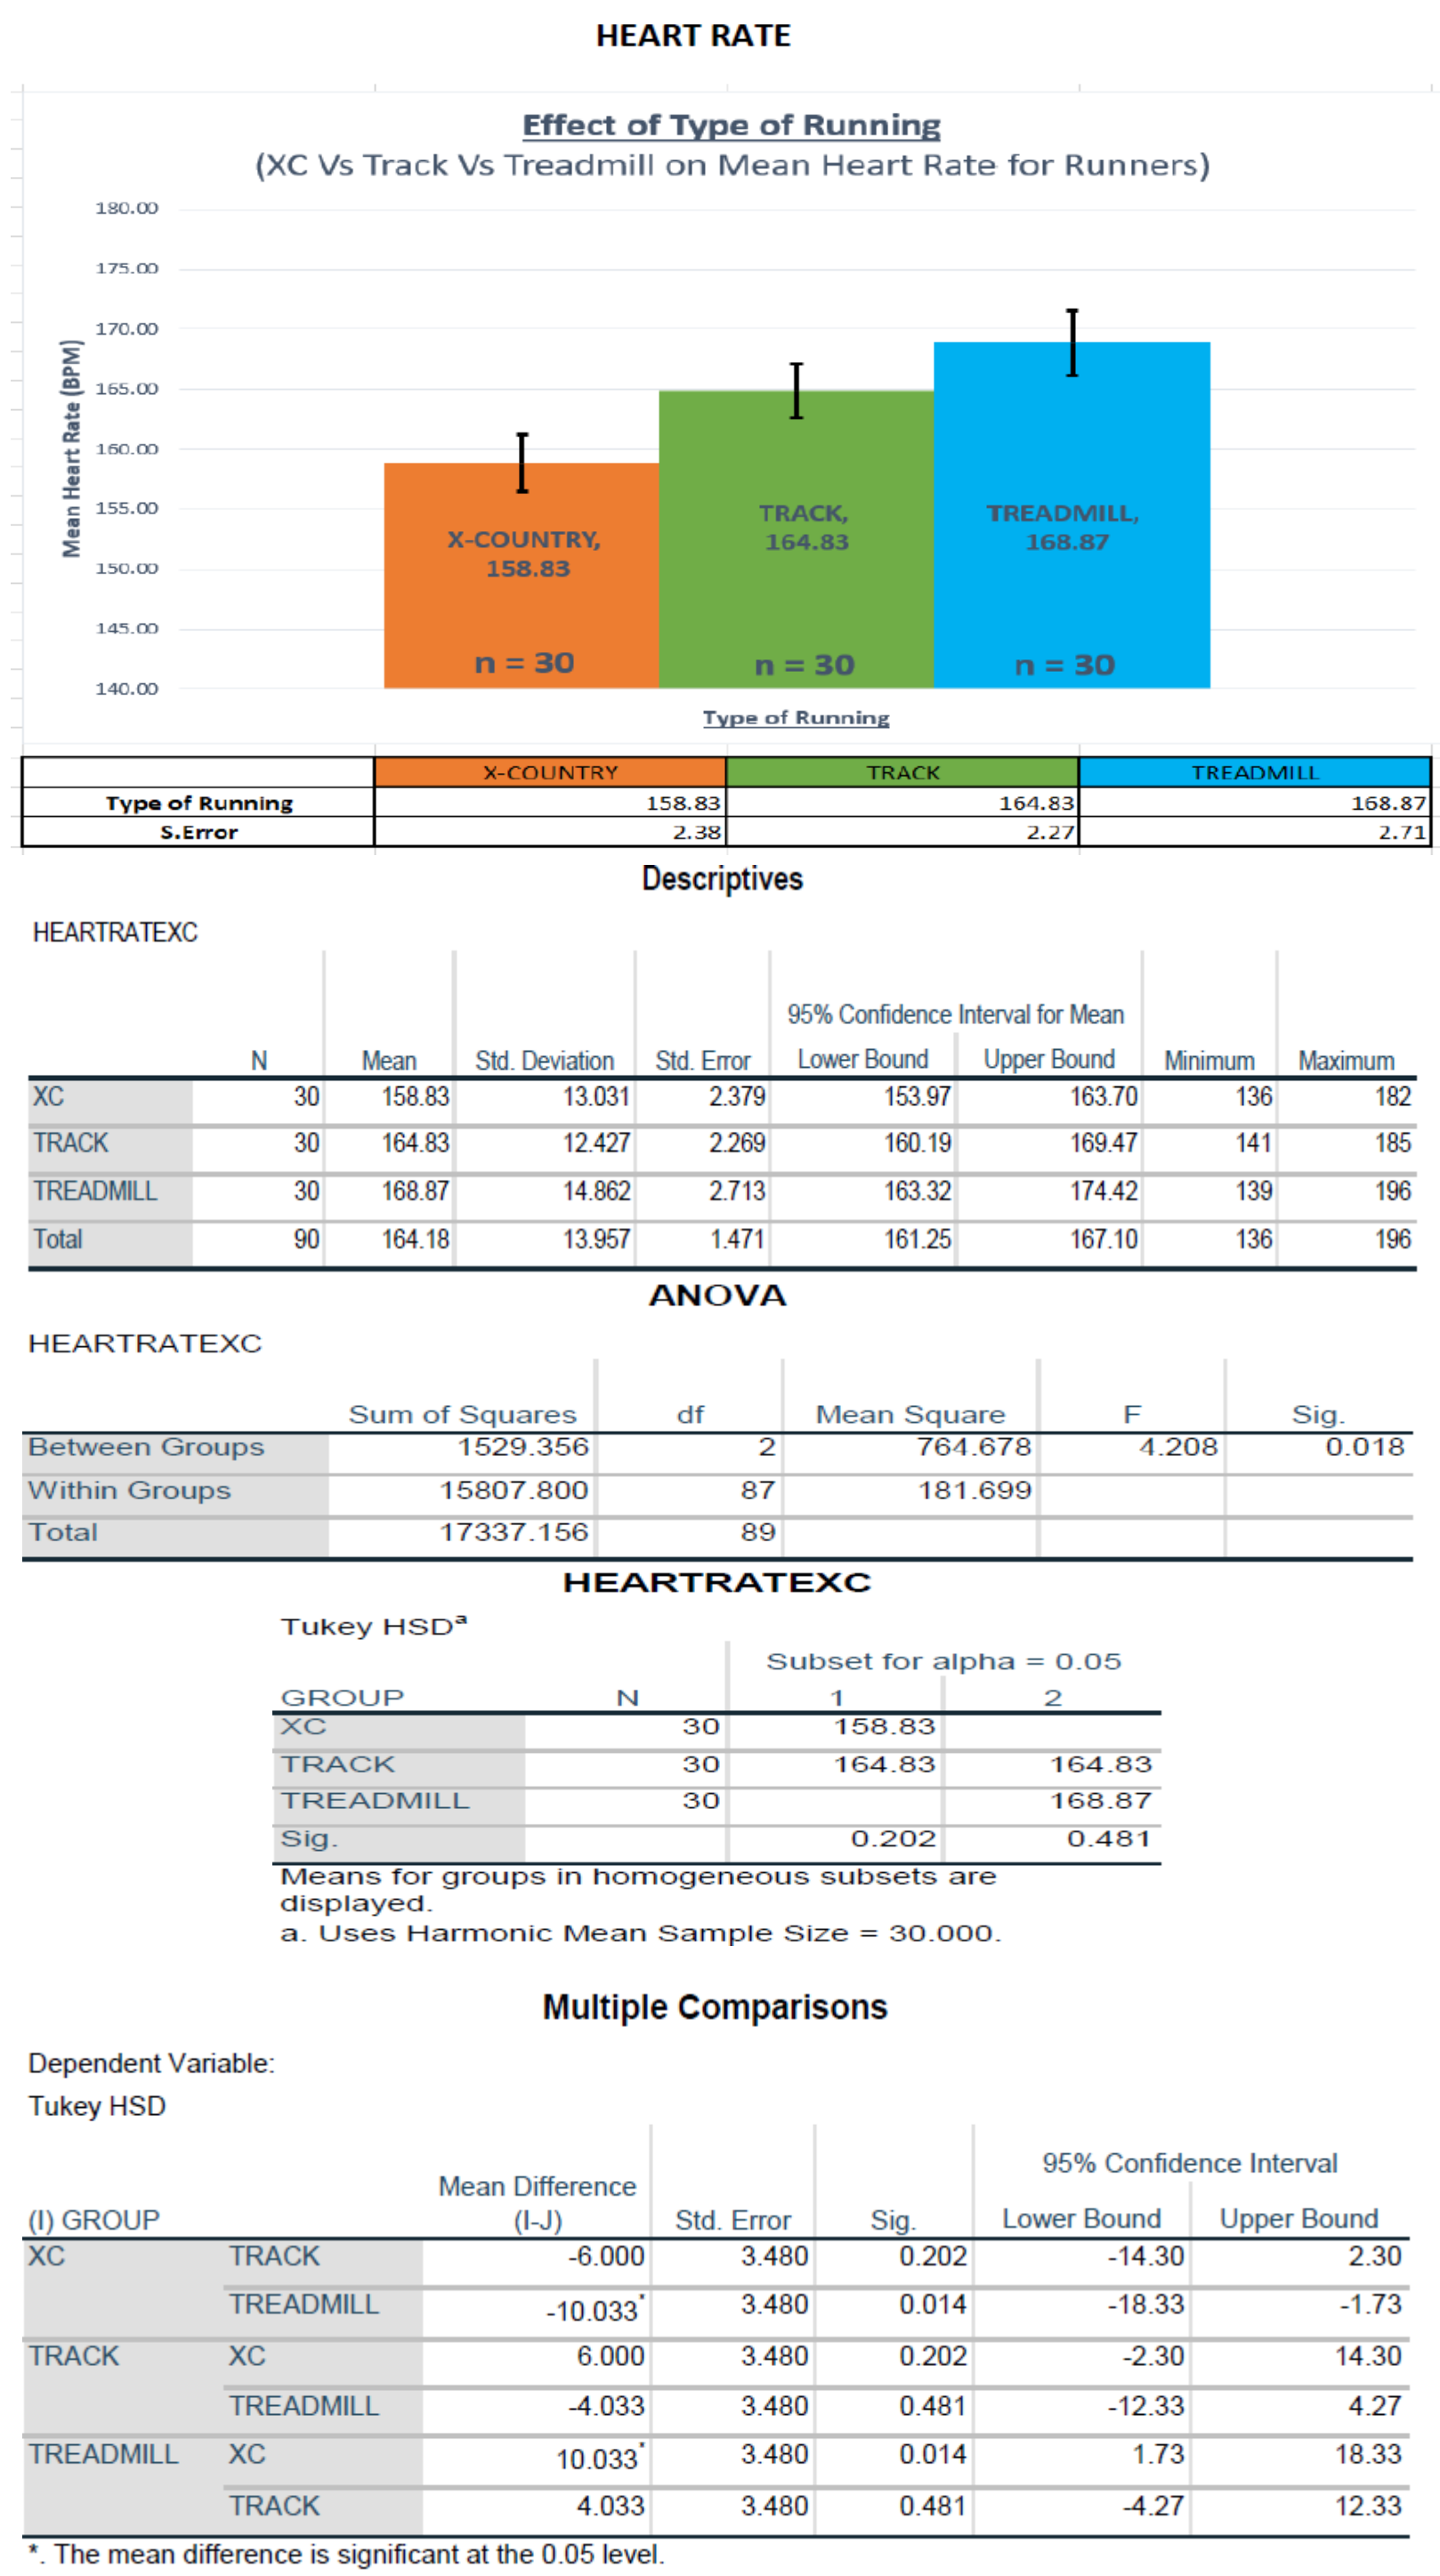 HEART RATE
Effect of Type of Running
(XC Vs Track Vs Treadmill on Mean Heart Rate for Runners)
180.00
175.00
170.00
165.00
160.00
155.00
150.00
145.00
140.00
Mean Heart Rate (BPM)
X-COUNTRY,
158.83
n = 30
TRACK,
164.83
n = 30
TREADMILL,
168.87
n = 30
Type of Running
X-COUNTRY TRACK TREADMILL
Type of Running 158.83 164.83 168.87
S.Error 2.38 2.27 2.71
Descriptives
HEARTRATEXC
95% Confidence Interval for Mean
N Mean Std. Deviation Std. Error Lower Bound Upper Bound Minimum Maximum
XC 30 158.83 13.031 2.379 153.97 163.70 136 182
TRACK 30 164.83 12.427 2.269 160.19 169.47 141 185
TREADMILL 30 168.87 14.862 2.713 163.32 174.42 139 196
Total 90 164.18 13.957 1.471 161.25 167.10 136 196
ANOVA
HEARTRATEXC
Sum of Squares df Mean Square F Sig.
Between Groups 1529.356 2 764.678 4.208 0.018
Within Groups 15807.800 87 181.699
Total 17337.156 89
HEARTRATEXC
Tukey HSDa
Subset for alpha = 0.05
GROUP N 1 2
XC 30 158.83
TRACK 30 164.83 164.83
TREADMILL 30 168.87
Sig. 0.202 0.481
Means for groups in homogeneous subsets are
displayed.
a. Uses Harmonic Mean Sample Size = 30.000.
Multiple Comparisons
Dependent Variable:
Tukey HSD
95% Confidence Interval
Mean Difference
(I) GROUP (I-J) Std. Error Sig. Lower Bound Upper Bound
XC TRACK -6.000 3.480 0.202 -14.30 2.30
TREADMILL -10.033* 3.480 0.014 -18.33 -1.73
TRACK XC 6.000 3.480 0.202 -2.30 14.30
TREADMILL -4.033 3.480 0.481 -12.33 4.27
TREADMILL XC 10.033* 3.480 0.014 1.73 18.33
TRACK 4.033 3.480 0.481 -4.27 12.33
*. The mean difference is significant at the 0.05 level.